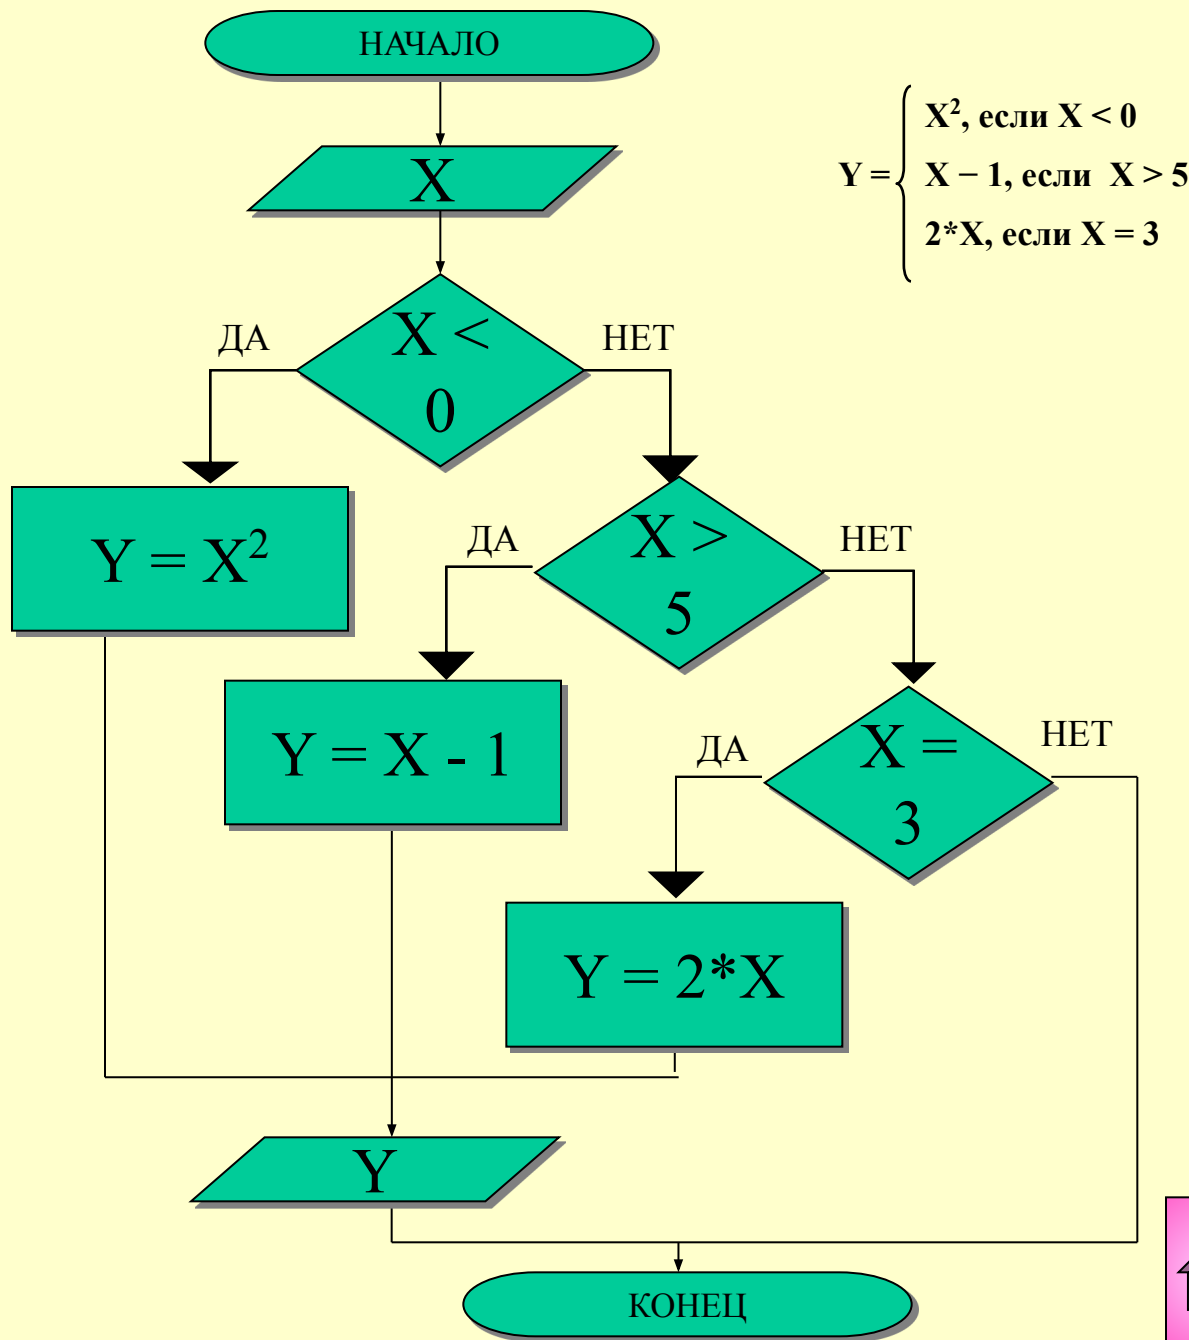 НАЧАЛО
X
X², если X < 0
Y = X − 1, если X > 5
2*X, если X = 3
ДА
X <
0
НЕТ
Y = X²
ДА
X >
5
НЕТ
Y = X - 1
ДА
X =
3
НЕТ
Y = 2*X
Y
КОНЕЦ